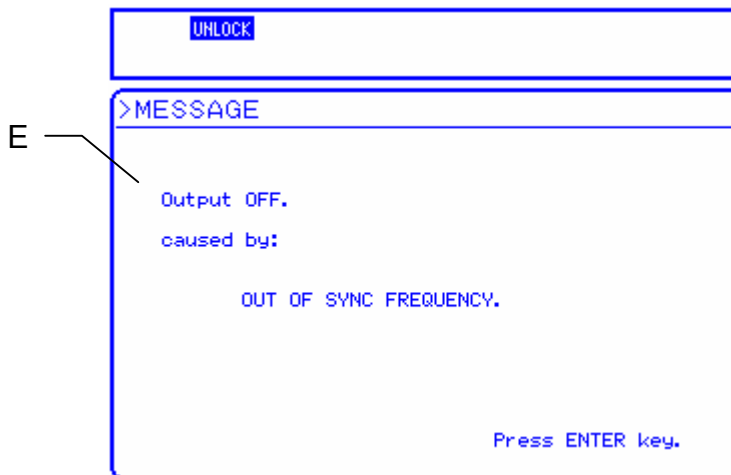 UNLOCK
>MESSAGE
E
Output OFF.
caused by:
OUT OF SYNC FREQUENCY.
Press ENTER key.